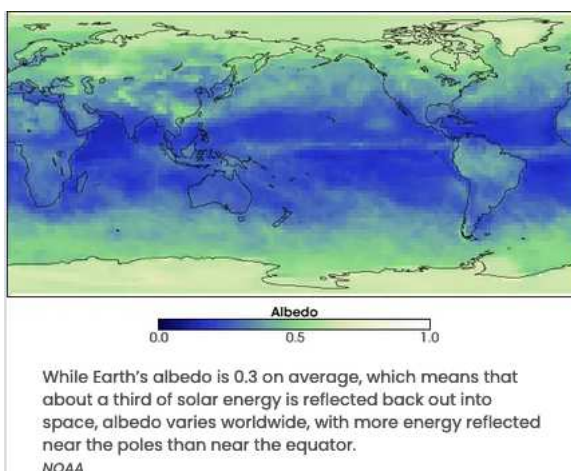 Albedo
0.0 0.5 1.0
While Earth's albedo is 0.3 on average, which means that
about a third of solar energy is reflected back out into
space, albedo varies worldwide, with more energy reflected
near the poles than near the equator.
NOAA